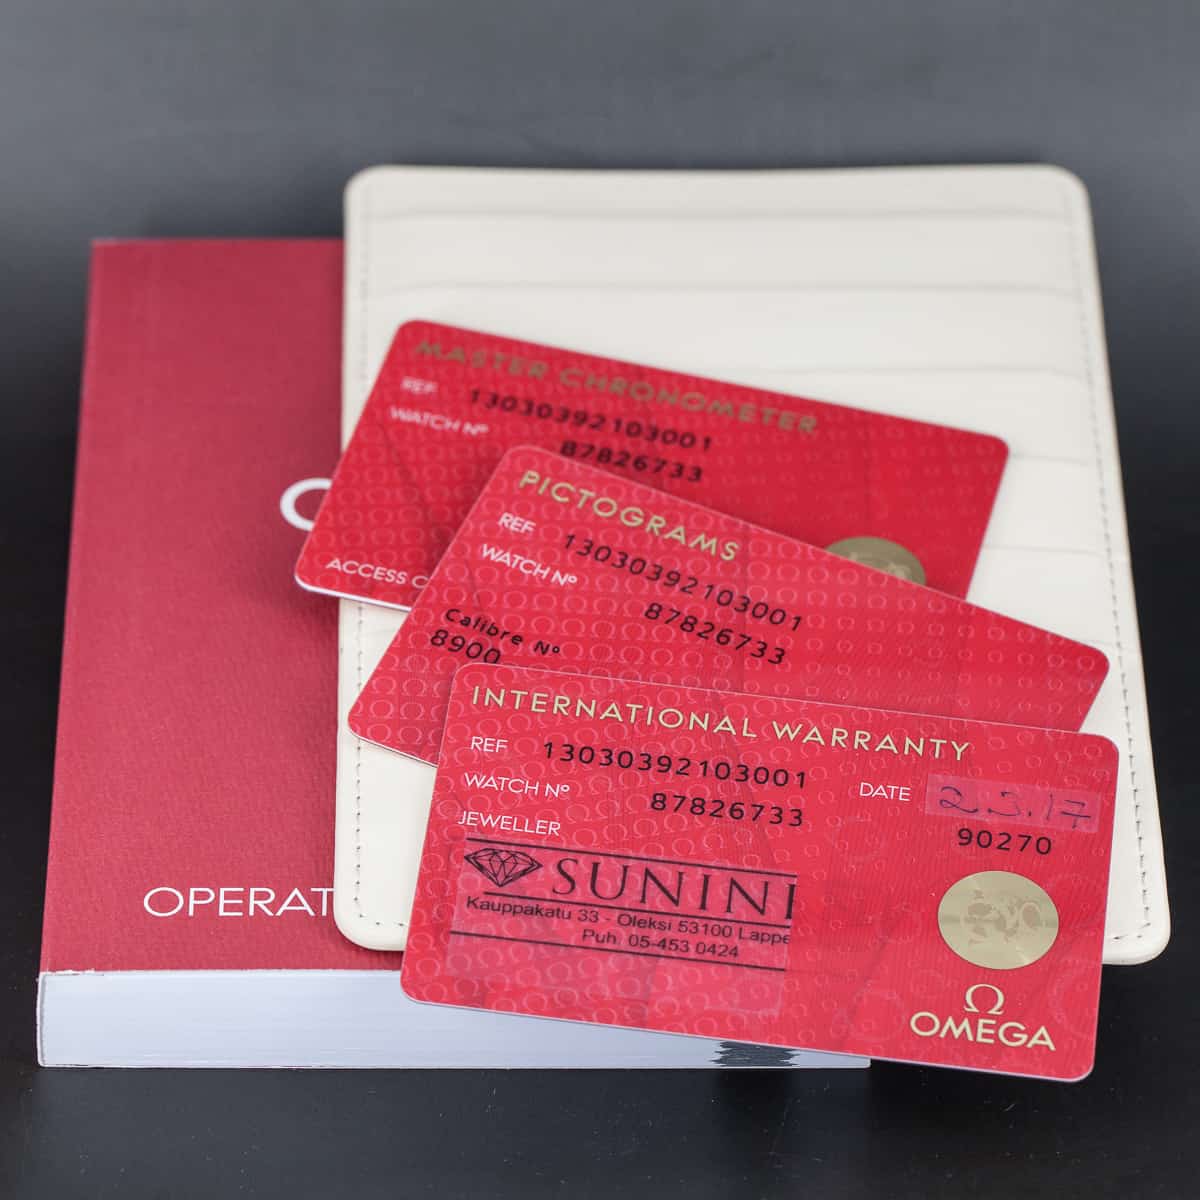 MASTER CHRONOMETER
REF 13030392103001
WATCH Nº 87826733
ACCESS C
PICTOGRAMS
REF 13030392103001
WATCH Nº 87826733
Calibre Nº
8900
INTERNATIONAL WARRANTY
REF 13030392103001
WATCH Nº 87826733
DATE 2.3.17
90270
JEWELLER
SUNINI
Kauppakatu 33 - Oleksi 53100 Lappe
Puh. 05-453 0424
Ω
OMEGA
OPERAT